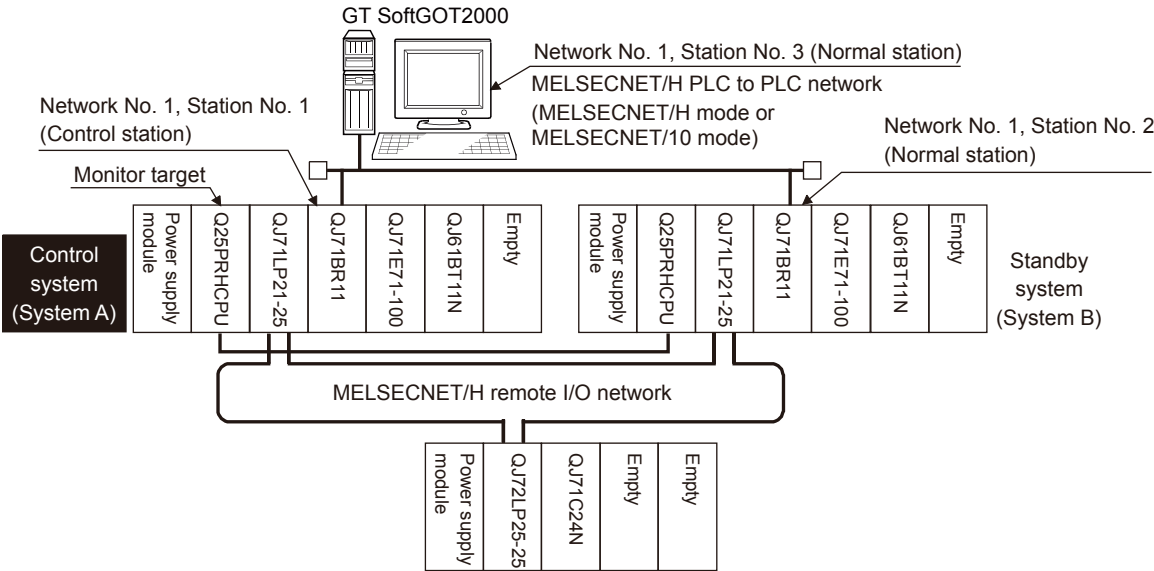 GT SoftGOT2000
Network No. 1, Station No. 3 (Normal station)
MELSECNET/H PLC to PLC network
(MELSECNET/H mode or
MELSECNET/10 mode)
Network No. 1, Station No. 1
(Control station)
Network No. 1, Station No. 2
(Normal station)
Monitor target
Control
system
(System A)
Power supply
module
Q25PRHCPU
QJ71LP21-25
QJ71BR11
QJ71E71-100
QJ61BT11N
Empty
Power supply
module
Q25PRHCPU
QJ71LP21-25
QJ71BR11
QJ71E71-100
QJ61BT11N
Empty
Standby
system
(System B)
MELSECNET/H remote I/O network
Power supply
module
QJ72LP25-25
QJ71C24N
Empty
Empty